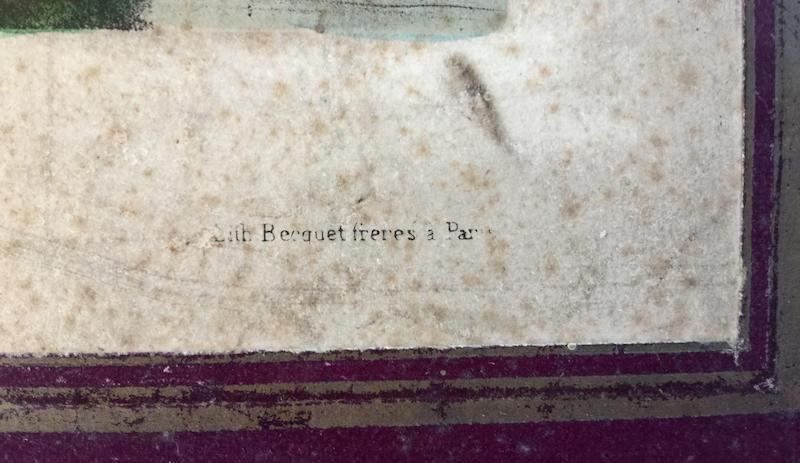 Lith Becquet frères à Par